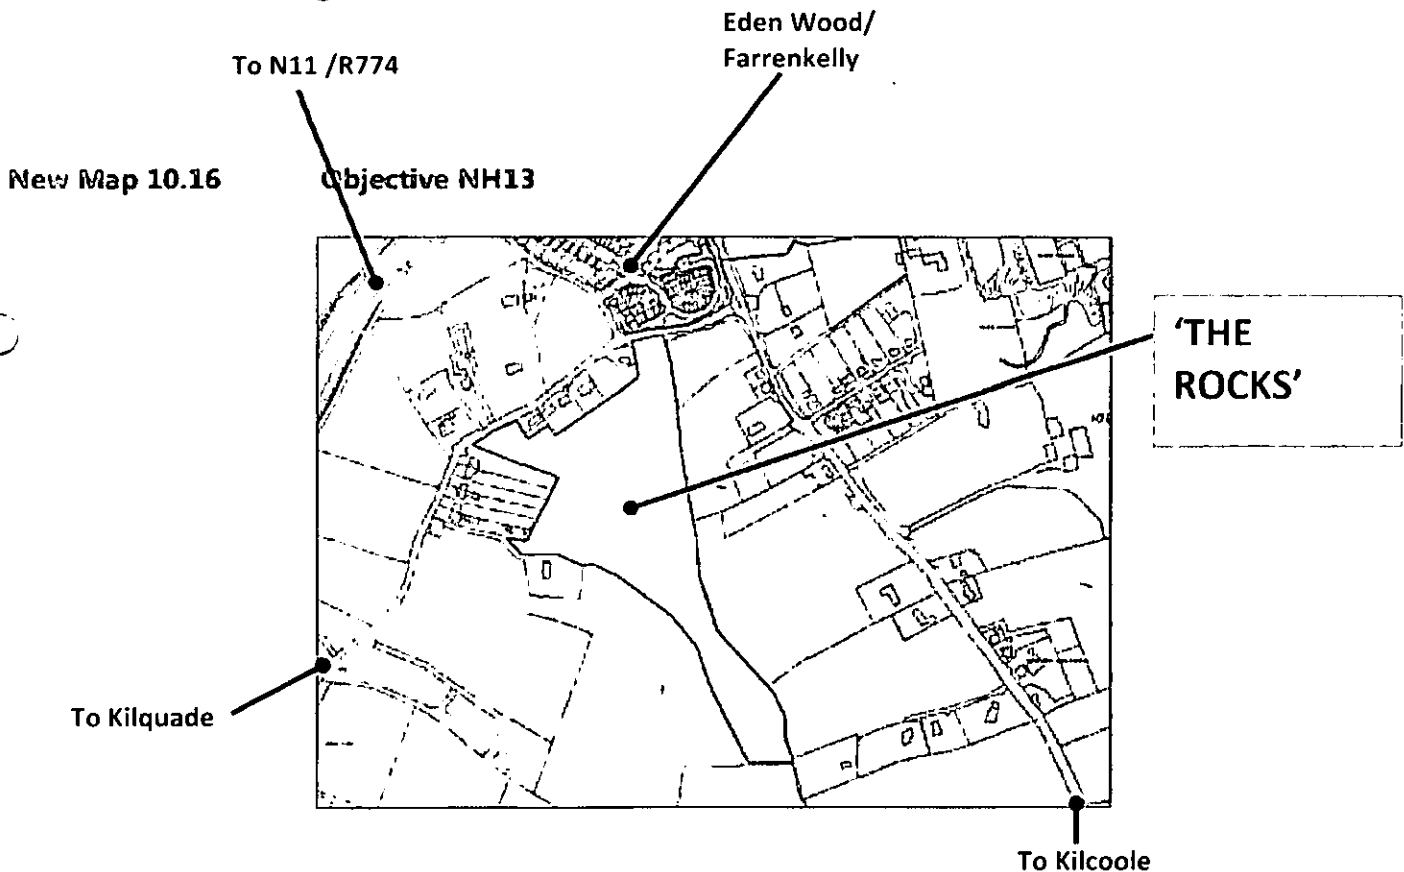 Eden Wood/
Farrenkelly
To N11 /R774
New Map 10.16 Objective NH13
'THE
ROCKS'
To Kilquade
To Kilcoole